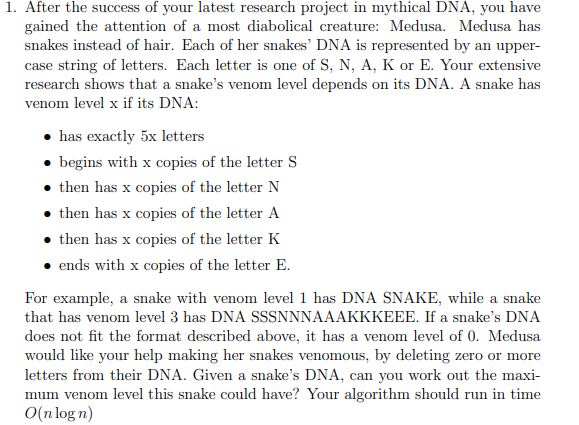 1. After the success of your latest research project in mythical DNA, you have
gained the attention of a most diabolical creature: Medusa. Medusa has
snakes instead of hair. Each of her snakes' DNA is represented by an upper-
case string of letters. Each letter is one of S, N, A, K or E. Your extensive
research shows that a snake's venom level depends on its DNA. A snake has
venom level x if its DNA:
• has exactly 5x letters
• begins with x copies of the letter S
• then has x copies of the letter N
• then has x copies of the letter A
• then has x copies of the letter K
• ends with x copies of the letter E.
For example, a snake with venom level 1 has DNA SNAKE, while a snake
that has venom level 3 has DNA SSSNNNAAAKKKEEE. If a snake's DNA
does not fit the format described above, it has a venom level of 0. Medusa
would like your help making her snakes venomous, by deleting zero or more
letters from their DNA. Given a snake's DNA, can you work out the maxi-
mum venom level this snake could have? Your algorithm should run in time
O(n log n)